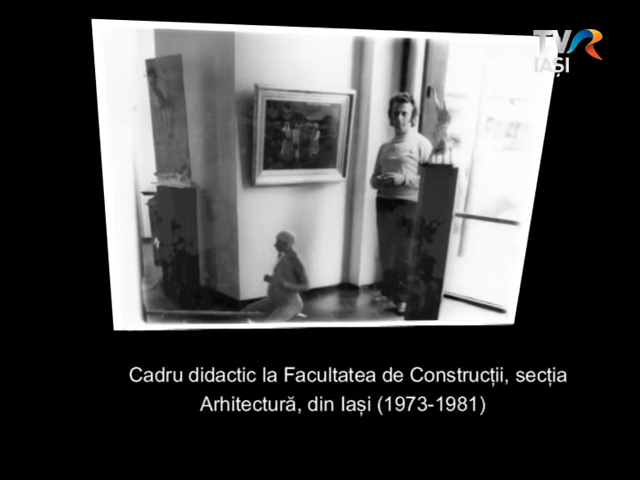 TVR
IAȘI
Cadru didactic la Facultatea de Construcții, secția
Arhitectură, din Iași (1973-1981)